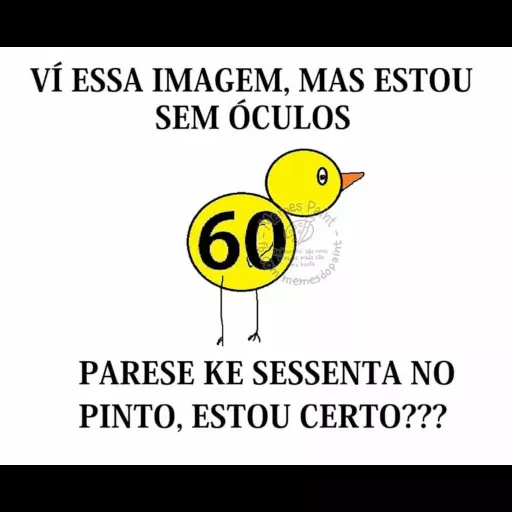 VÍ ESSA IMAGEM, MAS ESTOU
SEM ÓCULOS
60
PARESE KE SESSENTA NO
PINTO, ESTOU CERTO???